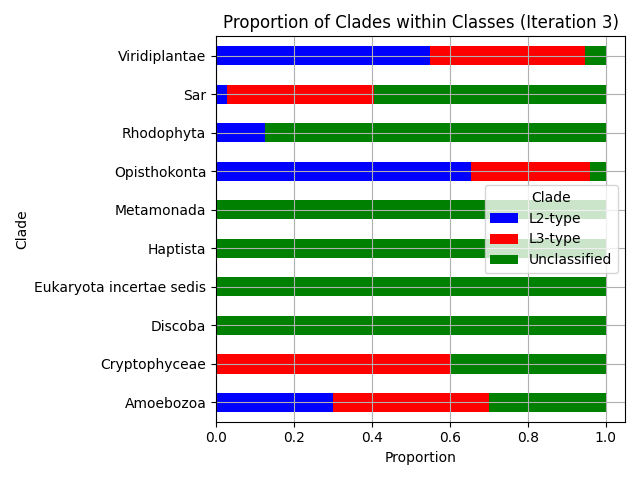 Proportion of Clades within Classes (Iteration 3)
Viridiplantae
Sar
Rhodophyta
Opisthokonta
Metamonada
Haptista
Eukaryota incertae sedis
Discoba
Cryptophyceae
Amoebozoa
Clade
Clade
L2-type
L3-type
Unclassified
0.0 0.2 0.4 0.6 0.8 1.0
Proportion